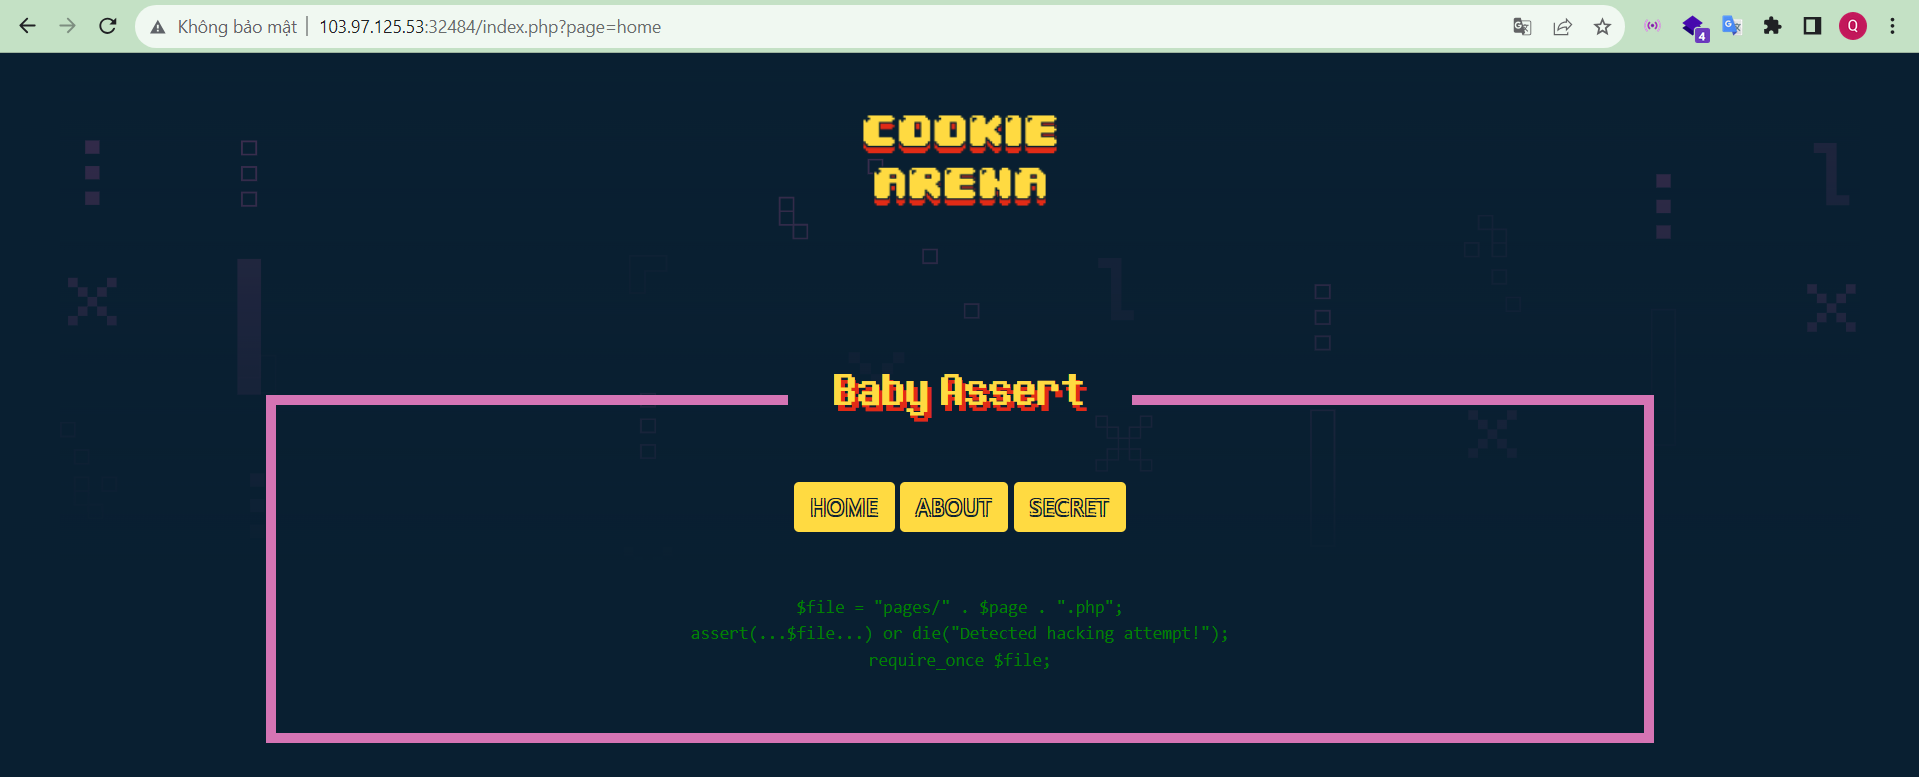 Không bảo mật 103.97.125.53:32484/index.php?page=home
4
Q
COOKIE
ARENA
Baby Assert
HOME ABOUT SECRET
$file = "pages/" . $page . ".php";
assert(...$file...) or die("Detected hacking attempt!");
require_once $file;